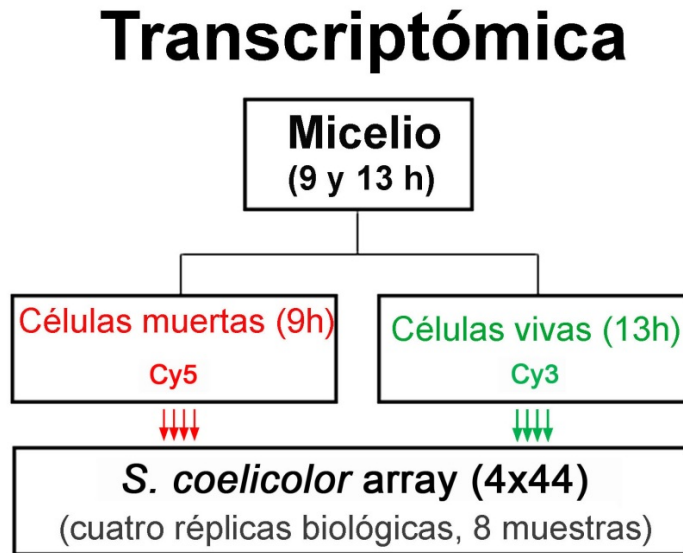 Transcriptómica
Micelio
(9 y 13 h)
Células muertas (9h)
Cy5
Células vivas (13h)
Cy3
S. coelicolor array (4x44)
(cuatro réplicas biológicas, 8 muestras)